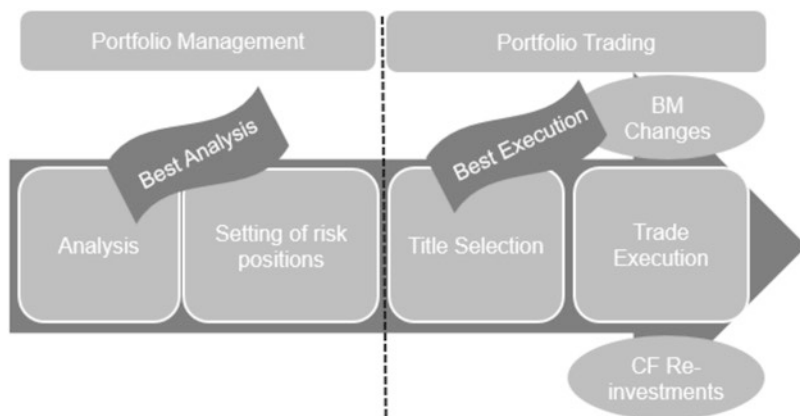 Portfolio Management
Portfolio Trading
Best Analysis
Best Execution
BM
Changes
Analysis
Setting of risk
positions
Title Selection
Trade
Execution
CF Re-
investments